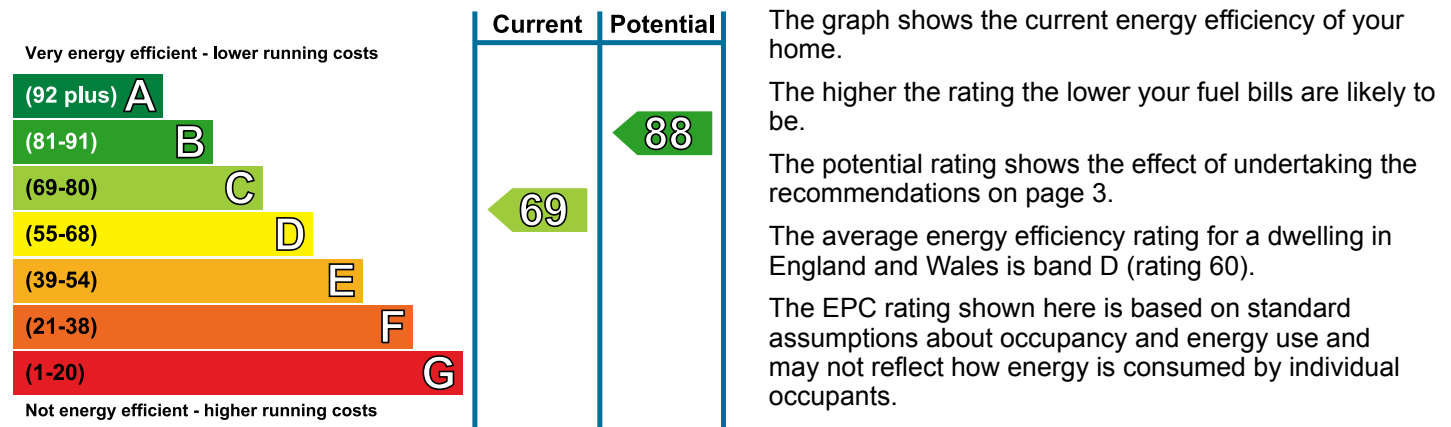 Current Potential
Very energy efficient - lower running costs
(92 plus) A
(81-91) B
(69-80) C
(55-68) D
(39-54) E
(21-38) F
(1-20) G
Not energy efficient - higher running costs
88
69
The graph shows the current energy efficiency of your
home.
The higher the rating the lower your fuel bills are likely to
be.
The potential rating shows the effect of undertaking the
recommendations on page 3.
The average energy efficiency rating for a dwelling in
England and Wales is band D (rating 60).
The EPC rating shown here is based on standard
assumptions about occupancy and energy use and
may not reflect how energy is consumed by individual
occupants.